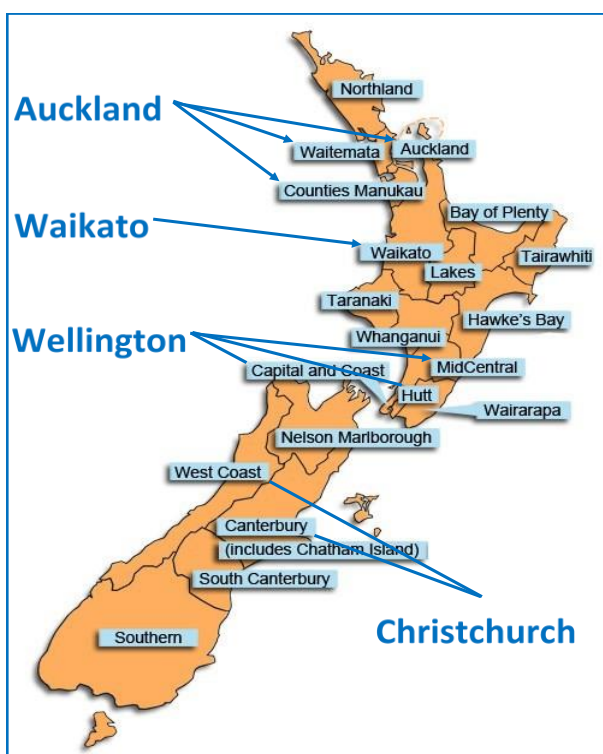 Northland
Auckland
Waitemata
Auckland
Counties Manukau
Bay of Plenty
Waikato
Waikato
Tairawhiti
Lakes
Taranaki
Hawke's Bay
Whanganui
Wellington
MidCentral
Capital and Coast
Hutt
Wairarapa
Nelson Marlborough
West Coast
Canterbury
(includes Chatham Island)
South Canterbury
Christchurch
Southern